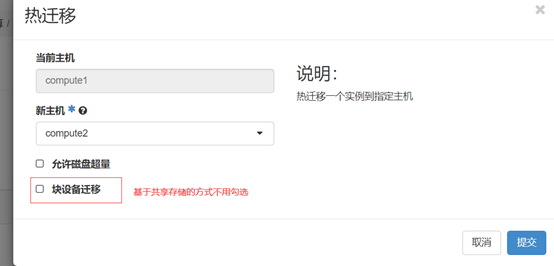 热迁移
当前主机
compute1
新主机 *
compute2
允许磁盘超量
块设备迁移
基于共享存储的方式不用勾选
说明：
热迁移一个实例到指定主机
取消
提交